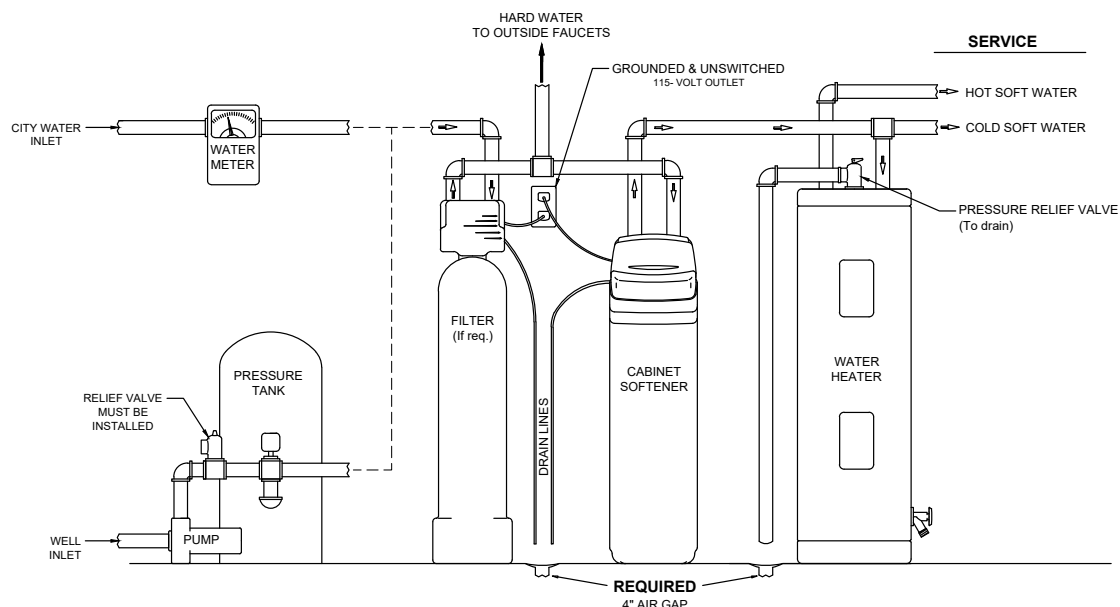 HARD WATER
TO OUTSIDE FAUCETS
SERVICE
GROUNDED & UNSWITCHED
115- VOLT OUTLET
HOT SOFT WATER
CITY WATER
INLET
WATER
METER
COLD SOFT WATER
PRESSURE RELIEF VALVE
(To drain)
FILTER
(If req.)
PRESSURE
TANK
CABINET
SOFTENER
WATER
HEATER
RELIEF VALVE
MUST BE
INSTALLED
DRAIN LINES
WELL
INLET
PUMP
REQUIRED
4" AIR GAP